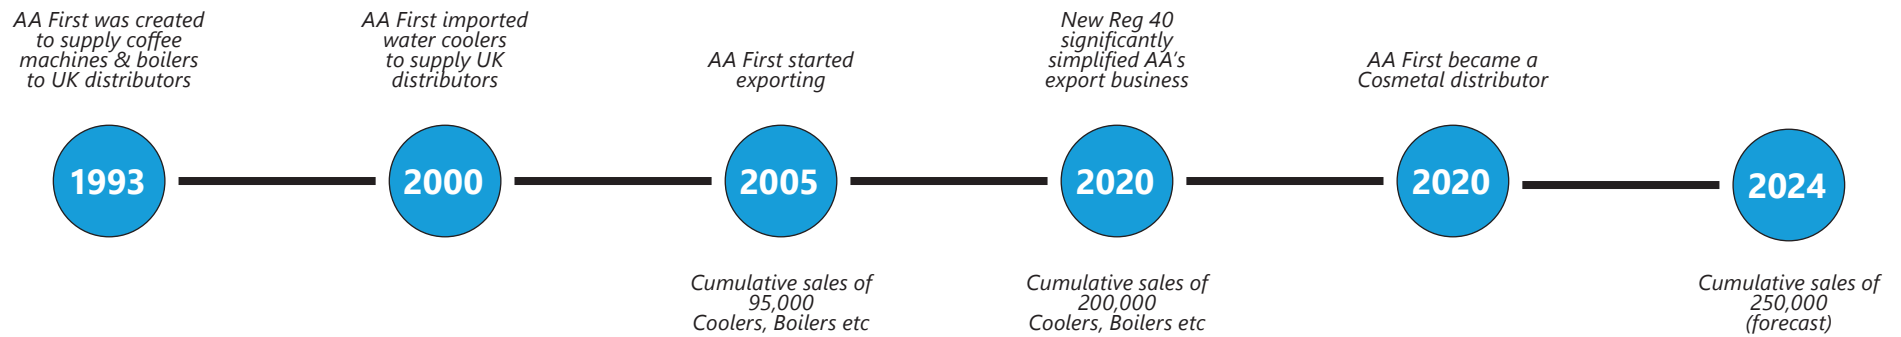 AA First was created
to supply coffee
machines & boilers
to UK distributors
1993
AA First imported
water coolers
to supply UK
distributors
2000
AA First started
exporting
2005
Cumulative sales of
95,000
Coolers, Boilers etc
New Reg 40
significantly
simplified AA's
export business
2020
Cumulative sales of
200,000
Coolers, Boilers etc
AA First became a
Cosmetal distributor
2020
2024
Cumulative sales of
250,000
(forecast)